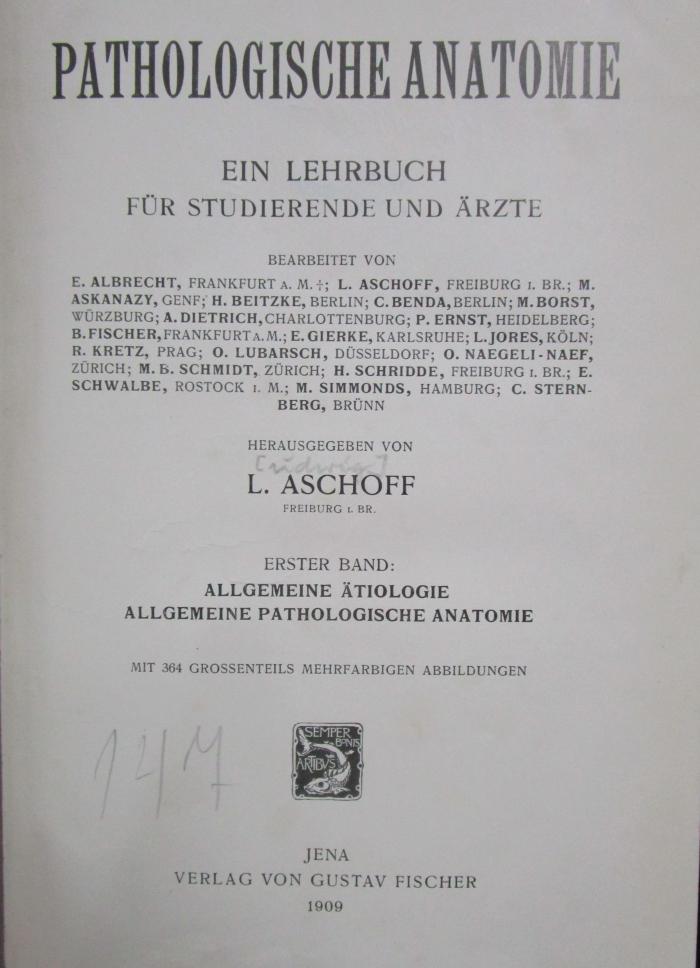 PATHOLOGISCHE ANATOMIE
EIN LEHRBUCH
FÜR STUDIERENDE UND ÄRZTE
BEARBEITET VON
E. ALBRECHT, FRANKFURT A. M. †; L. ASCHOFF, FREIBURG I. BR.; M.
ASKANAZY, GENF; H. BEITZKE, BERLIN; C. BENDA, BERLIN; M. BORST,
WÜRZBURG; A. DIETRICH, CHARLOTTENBURG; P. ERNST, HEIDELBERG;
B. FISCHER, FRANKFURT A. M.; E. GIERKE, KARLSRUHE; L. JORES, KÖLN;
R. KRETZ, PRAG; O. LUBARSCH, DÜSSELDORF; O. NAEGELI-NAEF,
ZÜRICH; M. B. SCHMIDT, ZÜRICH; H. SCHRIDDE, FREIBURG I. BR.; E.
SCHWALBE, ROSTOCK I. M.; M. SIMMONDS, HAMBURG; C. STERN-
BERG, BRÜNN
HERAUSGEGEBEN VON
[udwig]
L. ASCHOFF
FREIBURG I. BR.
ERSTER BAND:
ALLGEMEINE ÄTIOLOGIE
ALLGEMEINE PATHOLOGISCHE ANATOMIE
MIT 364 GROSSENTEILS MEHRFARBIGEN ABBILDUNGEN
SEMPER
BONIS
ARTIBVS
147
JENA
VERLAG VON GUSTAV FISCHER
1909